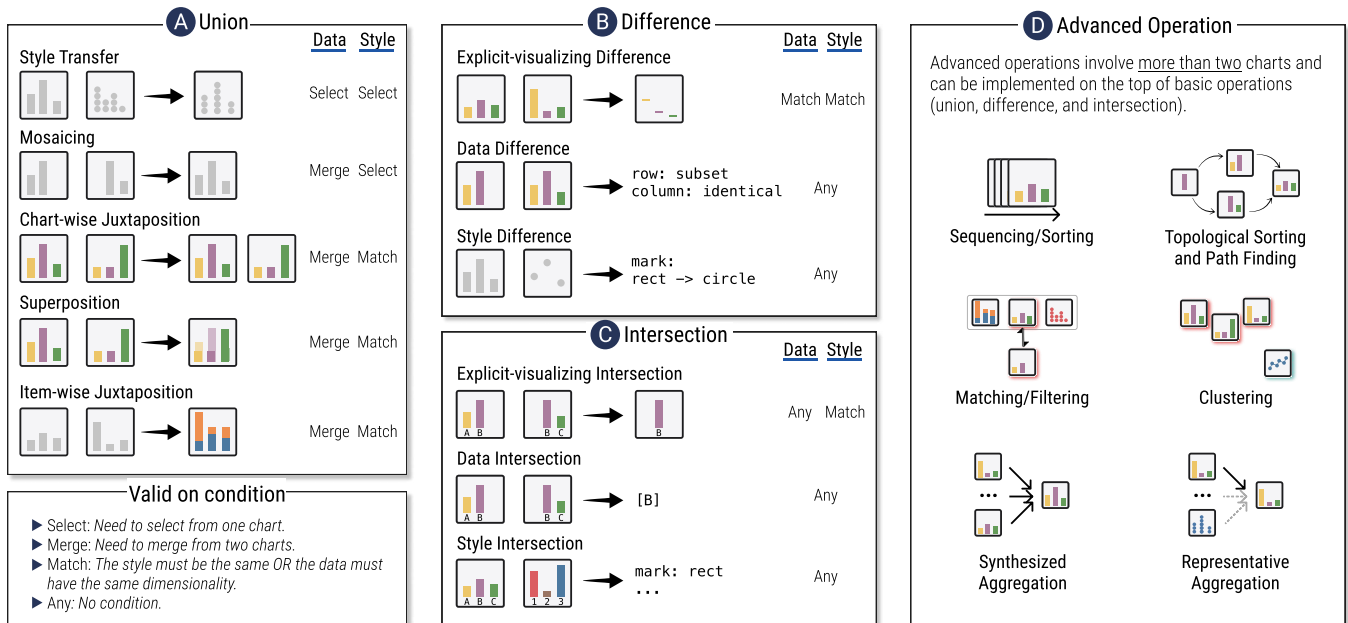 A Union
Data Style
Style Transfer
Select Select
Mosaicing
Merge Select
Chart-wise Juxtaposition
Merge Match
Superposition
Merge Match
Item-wise Juxtaposition
Merge Match
Valid on condition
Select: Need to select from one chart.
Merge: Need to merge from two charts.
Match: The style must be the same OR the data must
have the same dimensionality.
Any: No condition.
B Difference
Data Style
Explicit-visualizing Difference
Match Match
Data Difference
row: subset
column: identical
Any
Style Difference
mark:
rect -> circle
Any
C Intersection
Data Style
Explicit-visualizing Intersection
A B
B C
B
Any Match
Data Intersection
A B
B C
[B]
Any
Style Intersection
A B C
1 2 3
mark: rect
...
Any
D Advanced Operation
Advanced operations involve more than two charts and
can be implemented on the top of basic operations
(union, difference, and intersection).
Sequencing/Sorting
Topological Sorting
and Path Finding
Matching/Filtering
Clustering
...
Synthesized
Aggregation
...
Representative
Aggregation